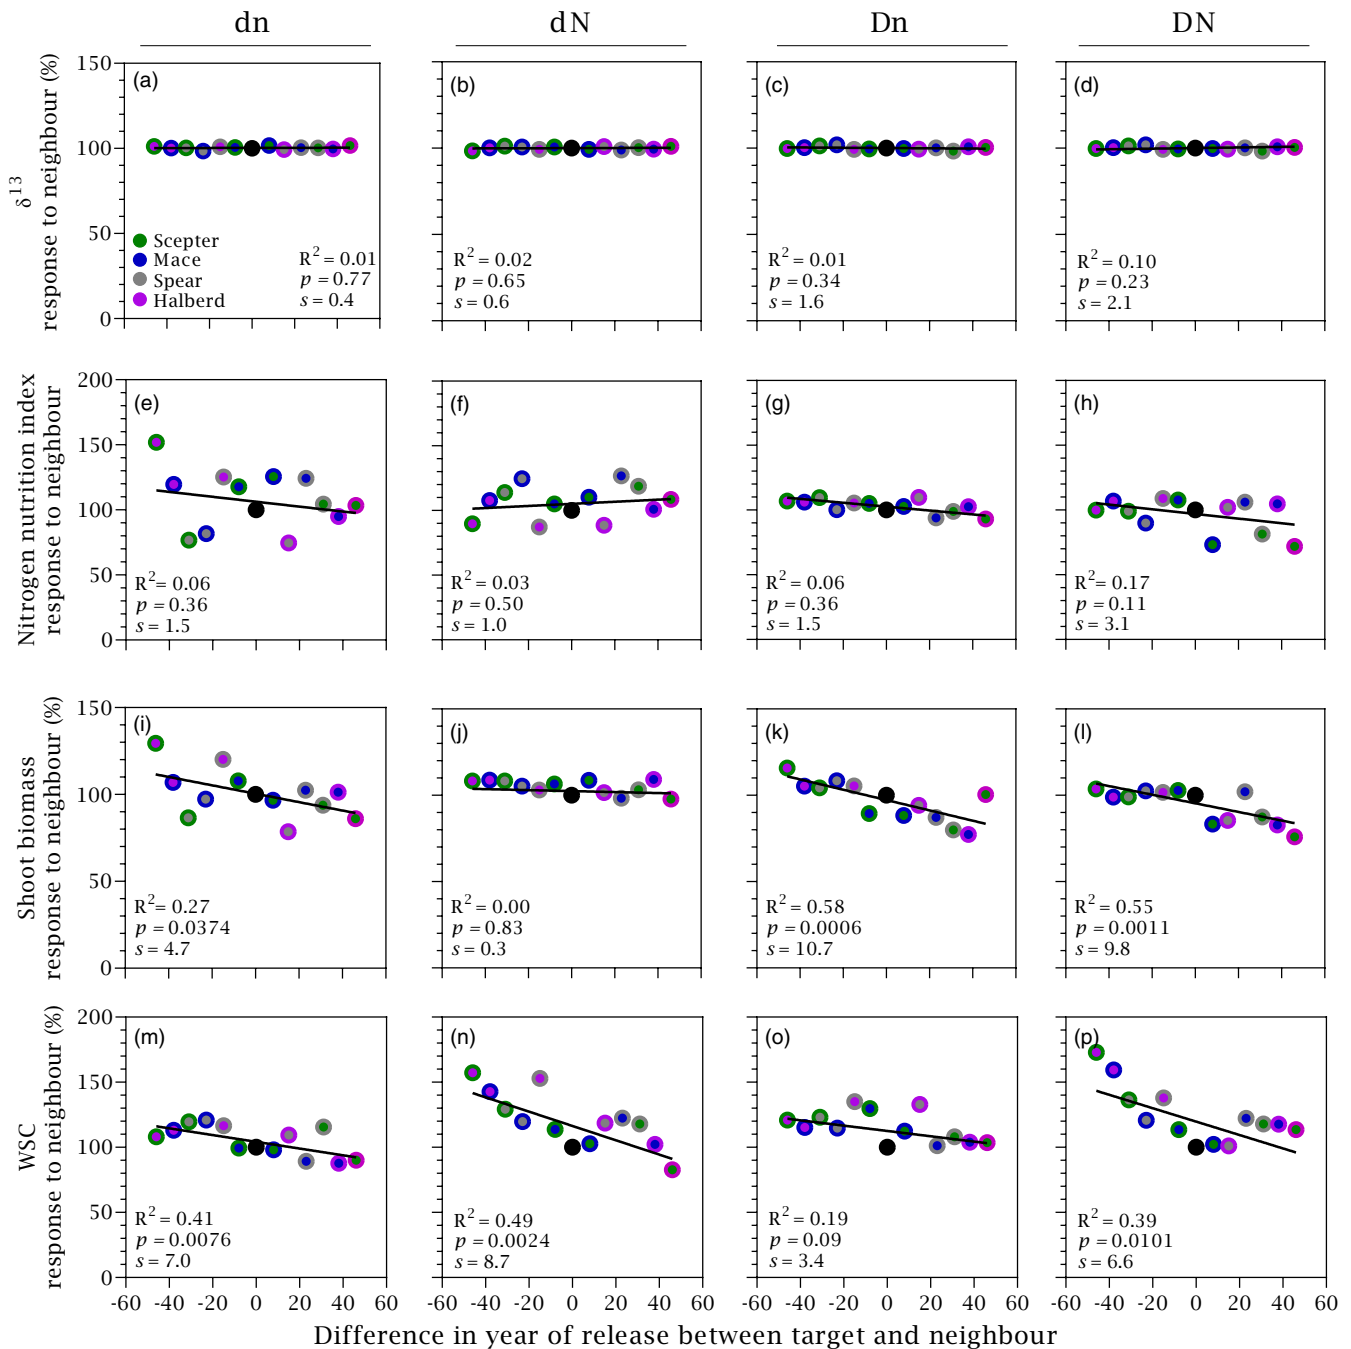 dn dN Dn DN
δ13
response to neighbour (%)
150
100
50
0
(a)
Scepter
Mace
Spear
Halberd
R2 = 0.01
p = 0.77
s = 0.4
(b)
R2 = 0.02
p = 0.65
s = 0.6
(c)
R2 = 0.01
p = 0.34
s = 1.6
(d)
R2 = 0.10
p = 0.23
s = 2.1
Nitrogen nutrition index
response to neighbour
200
150
100
50
0
(e)
R2 = 0.06
p = 0.36
s = 1.5
(f)
R2 = 0.03
p = 0.50
s = 1.0
(g)
R2 = 0.06
p = 0.36
s = 1.5
(h)
R2 = 0.17
p = 0.11
s = 3.1
Shoot biomass
response to neighbour (%)
150
100
50
0
(i)
R2 = 0.27
p = 0.0374
s = 4.7
(j)
R2 = 0.00
p = 0.83
s = 0.3
(k)
R2 = 0.58
p = 0.0006
s = 10.7
(l)
R2 = 0.55
p = 0.0011
s = 9.8
WSC
response to neighbour (%)
200
150
100
50
0
(m)
R2 = 0.41
p = 0.0076
s = 7.0
(n)
R2 = 0.49
p = 0.0024
s = 8.7
(o)
R2 = 0.19
p = 0.09
s = 3.4
(p)
R2 = 0.39
p = 0.0101
s = 6.6
-60 -40 -20 0 20 40 60 -60 -40 -20 0 20 40 60 -60 -40 -20 0 20 40 60 -60 -40 -20 0 20 40 60
Difference in year of release between target and neighbour